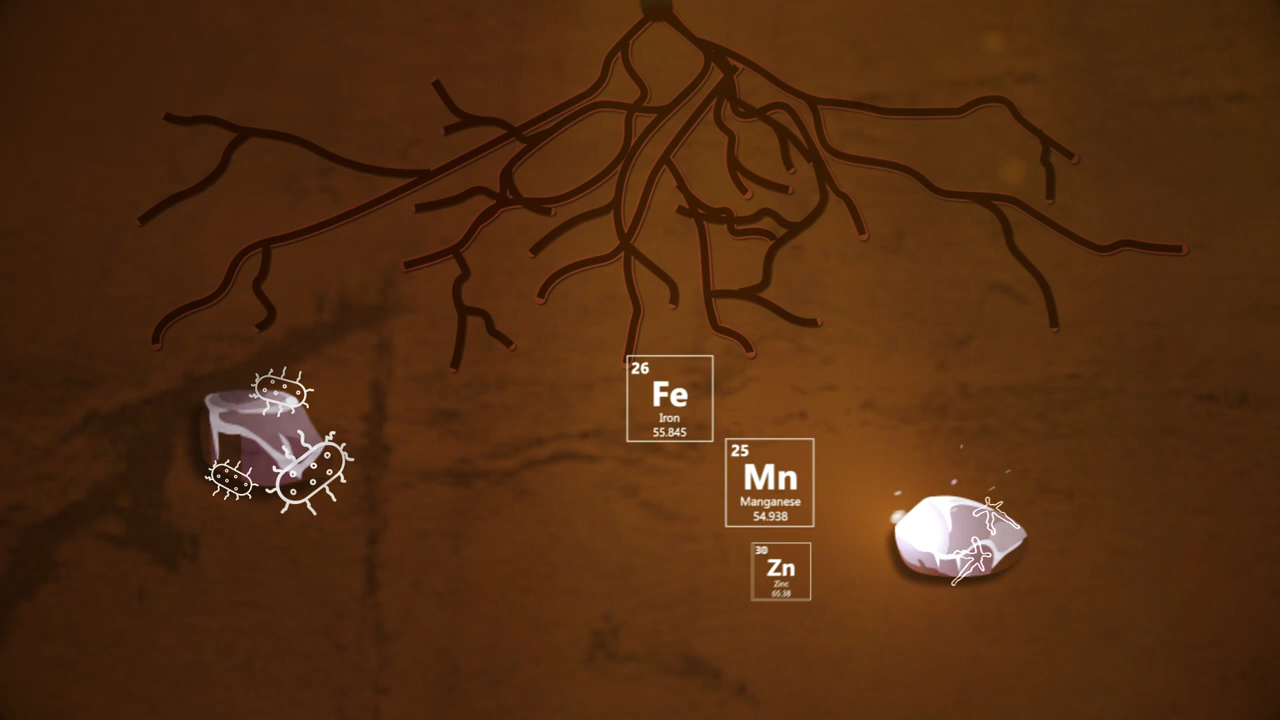 26
Fe
Iron
55.845
25
Mn
Manganese
54.938
30
Zn
Zinc
65.38